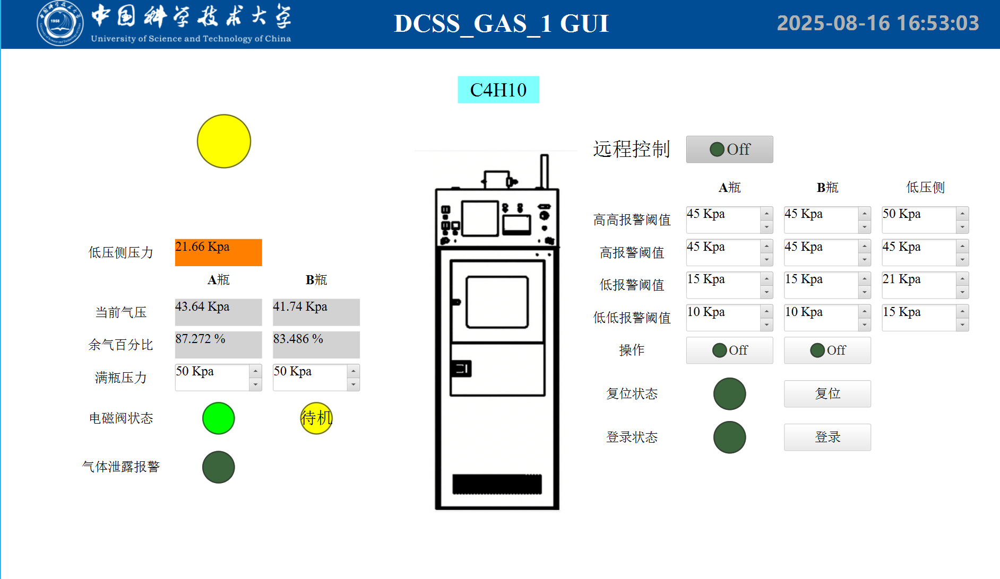 中国科学技术大学
University of Science and Technology of China
DCSS_GAS_1 GUI
2025-08-16 16:53:03
C4H10
低压侧压力 21.66 Kpa
A瓶 B瓶
当前气压 43.64 Kpa 41.74 Kpa
余气百分比 87.272 % 83.486 %
满瓶压力 50 Kpa 50 Kpa
电磁阀状态 待机
气体泄露报警
远程控制 Off
A瓶 B瓶 低压侧
高高报警阈值 45 Kpa 45 Kpa 50 Kpa
高报警阈值 45 Kpa 45 Kpa 45 Kpa
低报警阈值 15 Kpa 15 Kpa 21 Kpa
低低报警阈值 10 Kpa 10 Kpa 15 Kpa
操作 Off Off
复位状态 复位
登录状态 登录